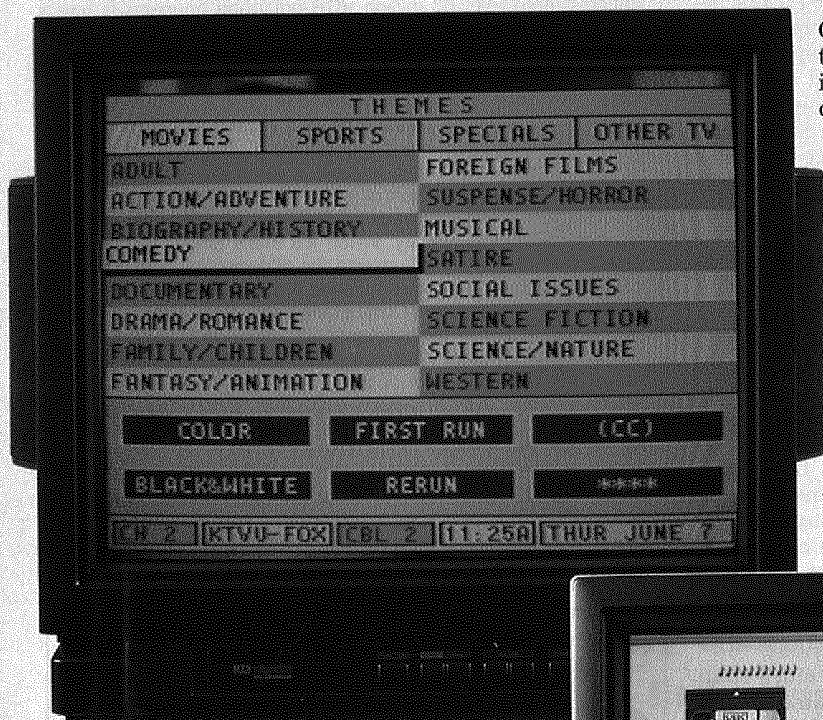 THEMES
MOVIES SPORTS SPECIALS OTHER TV
ADULT FOREIGN FILMS
ACTION/ADVENTURE SUSPENSE/HORROR
BIOGRAPHY/HISTORY MUSICAL
COMEDY SATIRE
DOCUMENTARY SOCIAL ISSUES
DRAMA/ROMANCE SCIENCE FICTION
FAMILY/CHILDREN SCIENCE/NATURE
FANTASY/ANIMATION WESTERN
COLOR FIRST RUN (CC)
BLACK&WHITE RERUN ****
CH 2 KTVU-FOX CBL 2 11:25A THUR JUNE 7